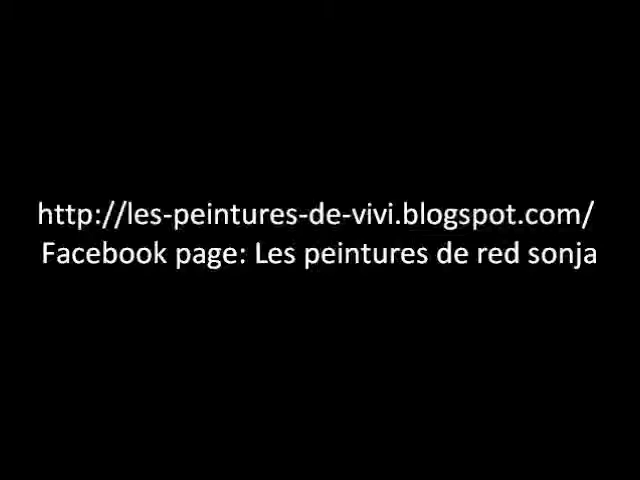 http://les-peintures-de-vivi.blogspot.com/
Facebook page: Les peintures de red sonja